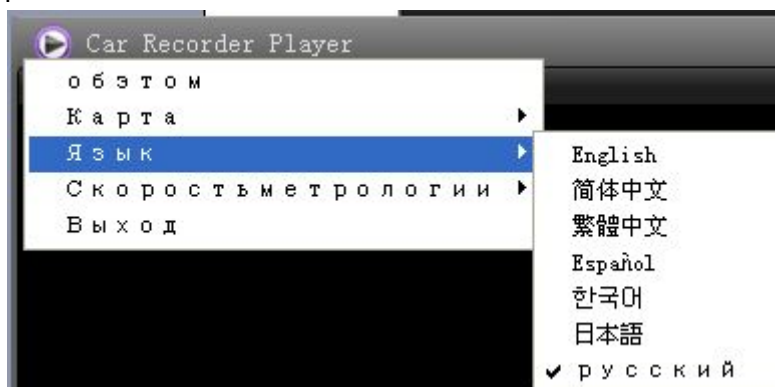 Car Recorder Player
обэтом
Карта
Язык
Скоростьметрологии
Выход
English
简体中文
繁體中文
Español
한국어
日本語
русский